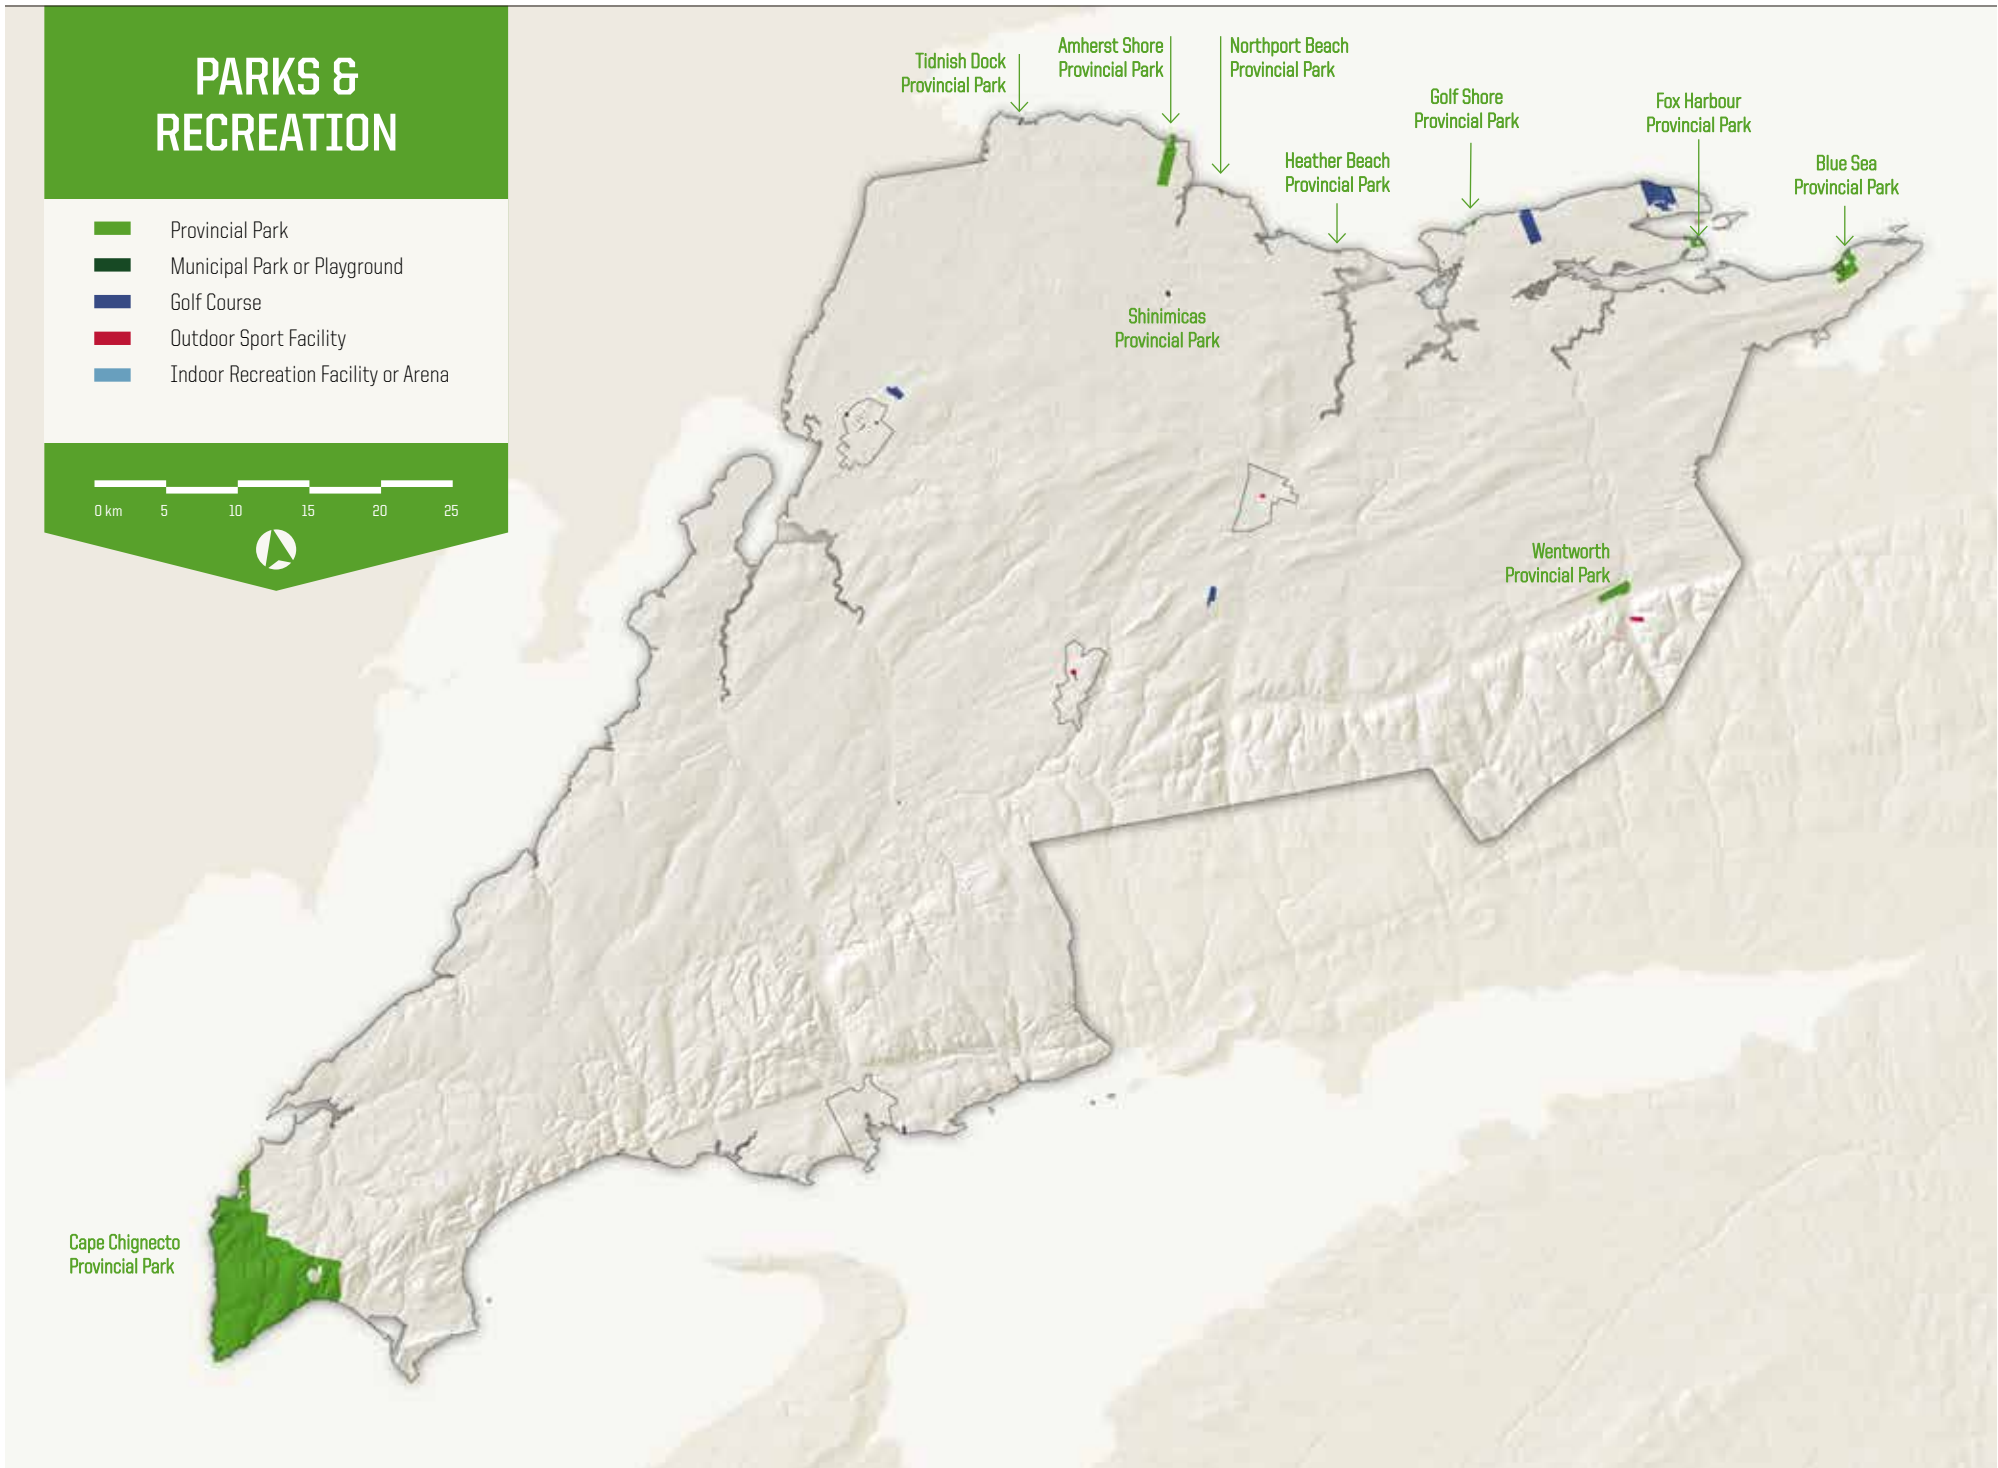 PARKS &
RECREATION
Provincial Park
Municipal Park or Playground
Golf Course
Outdoor Sport Facility
Indoor Recreation Facility or Arena
0 km 5 10 15 20 25
Tidnish Dock
Provincial Park
Amherst Shore
Provincial Park
Northport Beach
Provincial Park
Heather Beach
Provincial Park
Golf Shore
Provincial Park
Fox Harbour
Provincial Park
Blue Sea
Provincial Park
Shinimicas
Provincial Park
Wentworth
Provincial Park
Cape Chignecto
Provincial Park